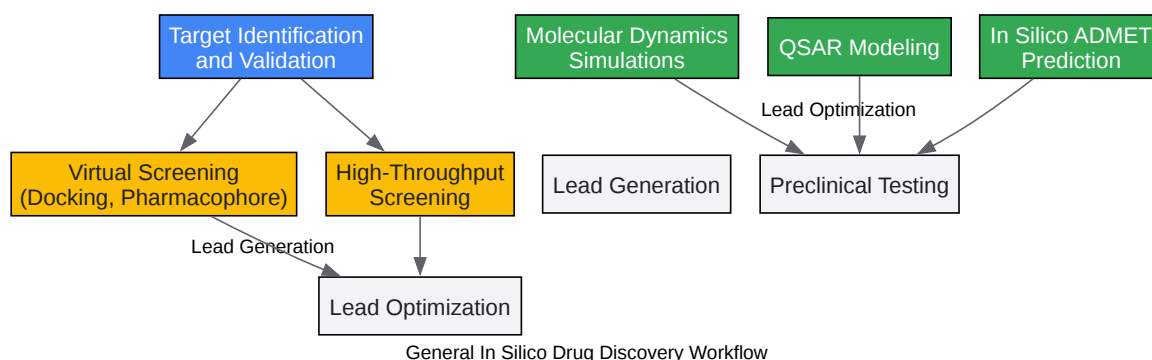 Target Identification
and Validation
Molecular Dynamics
Simulations
QSAR Modeling
In Silico ADMET
Prediction
Lead Optimization
Virtual Screening
(Docking, Pharmacophore)
High-Throughput
Screening
Lead Generation
Preclinical Testing
Lead Generation
Lead Optimization
General In Silico Drug Discovery Workflow